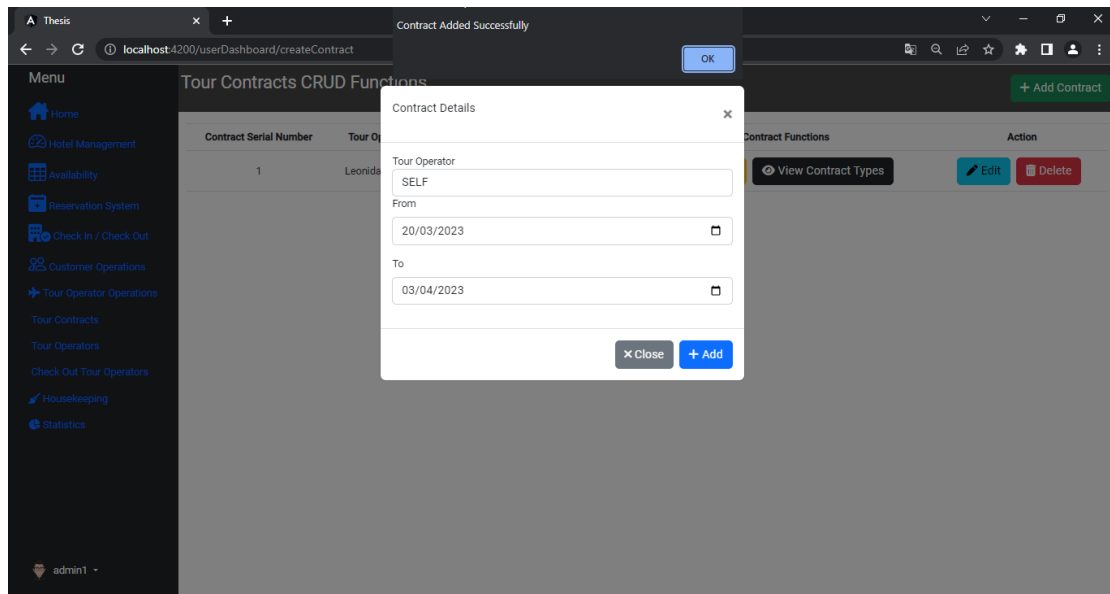 Thesis
localhost:4200/userDashboard/createContract
Contract Added Successfully
OK
Menu
Tour Contracts CRUD Functions
+ Add Contract
Home
Hotel Management
Availability
Reservation System
Check In / Check Out
Customer Operations
Tour Operator Operations
Tour Contracts
Tour Operators
Check Out Tour Operators
Housekeeping
Statistics
admin1
Contract Serial Number
Contract Functions
Action
1
View Contract Types
Edit
Delete
Contract Details
×
Tour Operator
SELF
From
20/03/2023
To
03/04/2023
× Close
+ Add